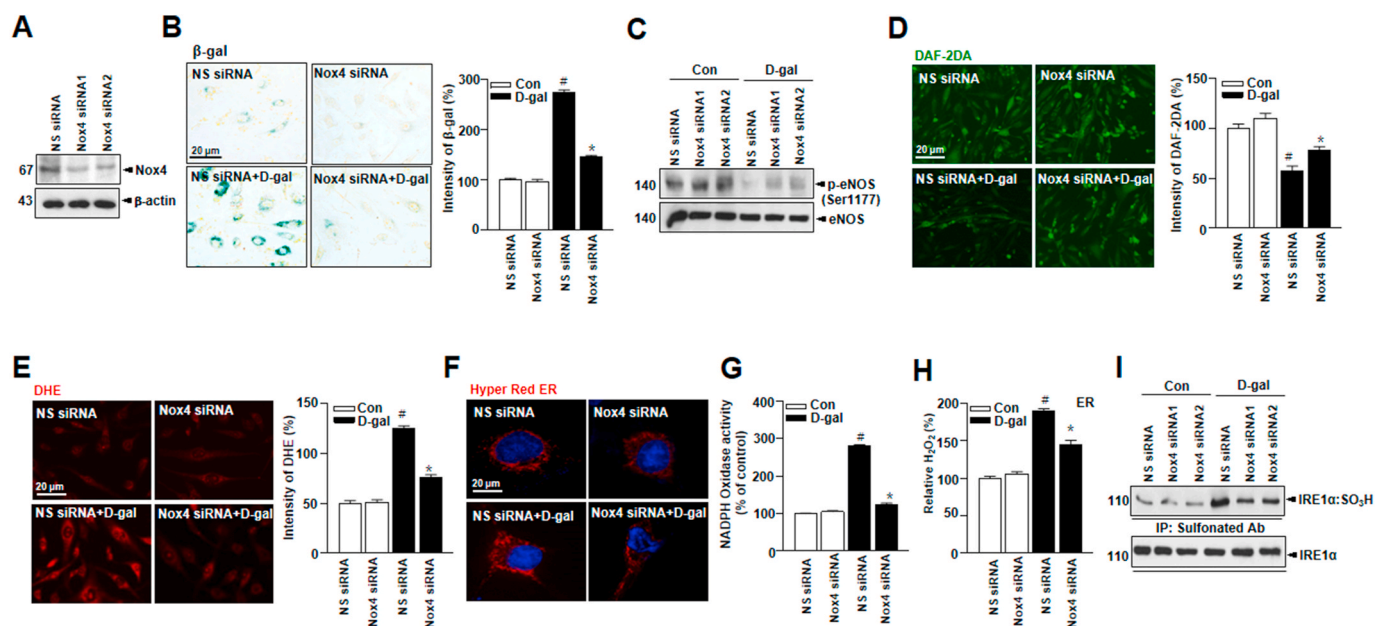 A
NS siRNA
Nox4 siRNA1
Nox4 siRNA2
67
Nox4
43
β-actin
B
β-gal
NS siRNA
Nox4 siRNA
20 µm
NS siRNA+D-gal
Nox4 siRNA+D-gal
Intensity of β-gal (%)
300
200
100
0
Con
D-gal
#
*
NS siRNA
Nox4 siRNA
NS siRNA
Nox4 siRNA
C
Con
D-gal
NS siRNA
Nox4 siRNA1
Nox4 siRNA2
NS siRNA
Nox4 siRNA1
Nox4 siRNA2
140
p-eNOS
(Ser1177)
140
eNOS
D
DAF-2DA
NS siRNA
Nox4 siRNA
20 µm
NS siRNA+D-gal
Nox4 siRNA+D-gal
Intensity of DAF-2DA (%)
150
100
50
0
Con
D-gal
#
*
NS siRNA
Nox4 siRNA
NS siRNA
Nox4 siRNA
E
DHE
NS siRNA
Nox4 siRNA
20 µm
NS siRNA+D-gal
Nox4 siRNA+D-gal
Intensity of DHE (%)
150
100
50
0
Con
D-gal
#
*
NS siRNA
Nox4 siRNA
NS siRNA
Nox4 siRNA
F
Hyper Red ER
NS siRNA
Nox4 siRNA
20 µm
NS siRNA+D-gal
Nox4 siRNA+D-gal
G
NADPH Oxidase activity
(% of control)
400
300
200
100
0
Con
D-gal
#
*
NS siRNA
Nox4 siRNA
NS siRNA
Nox4 siRNA
H
Relative H₂O₂ (%)
200
150
100
50
0
Con
D-gal
ER
#
*
NS siRNA
Nox4 siRNA
NS siRNA
Nox4 siRNA
I
Con
D-gal
NS siRNA
Nox4 siRNA1
Nox4 siRNA2
NS siRNA
Nox4 siRNA1
Nox4 siRNA2
110
IRE1α:SO₃H
IP: Sulfonated Ab
110
IRE1α